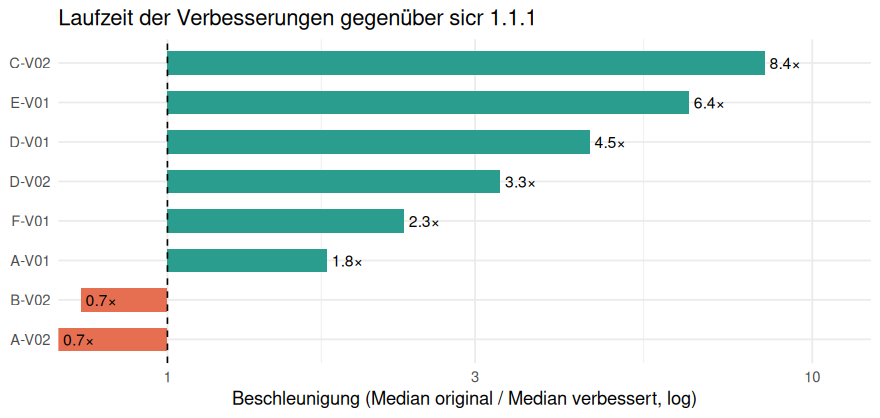 Laufzeit der Verbesserungen gegenüber sicr 1.1.1
C-V02 8.4×
E-V01 6.4×
D-V01 4.5×
D-V02 3.3×
F-V01 2.3×
A-V01 1.8×
B-V02 0.7×
A-V02 0.7×
1 3 10
Beschleunigung (Median original / Median verbessert, log)